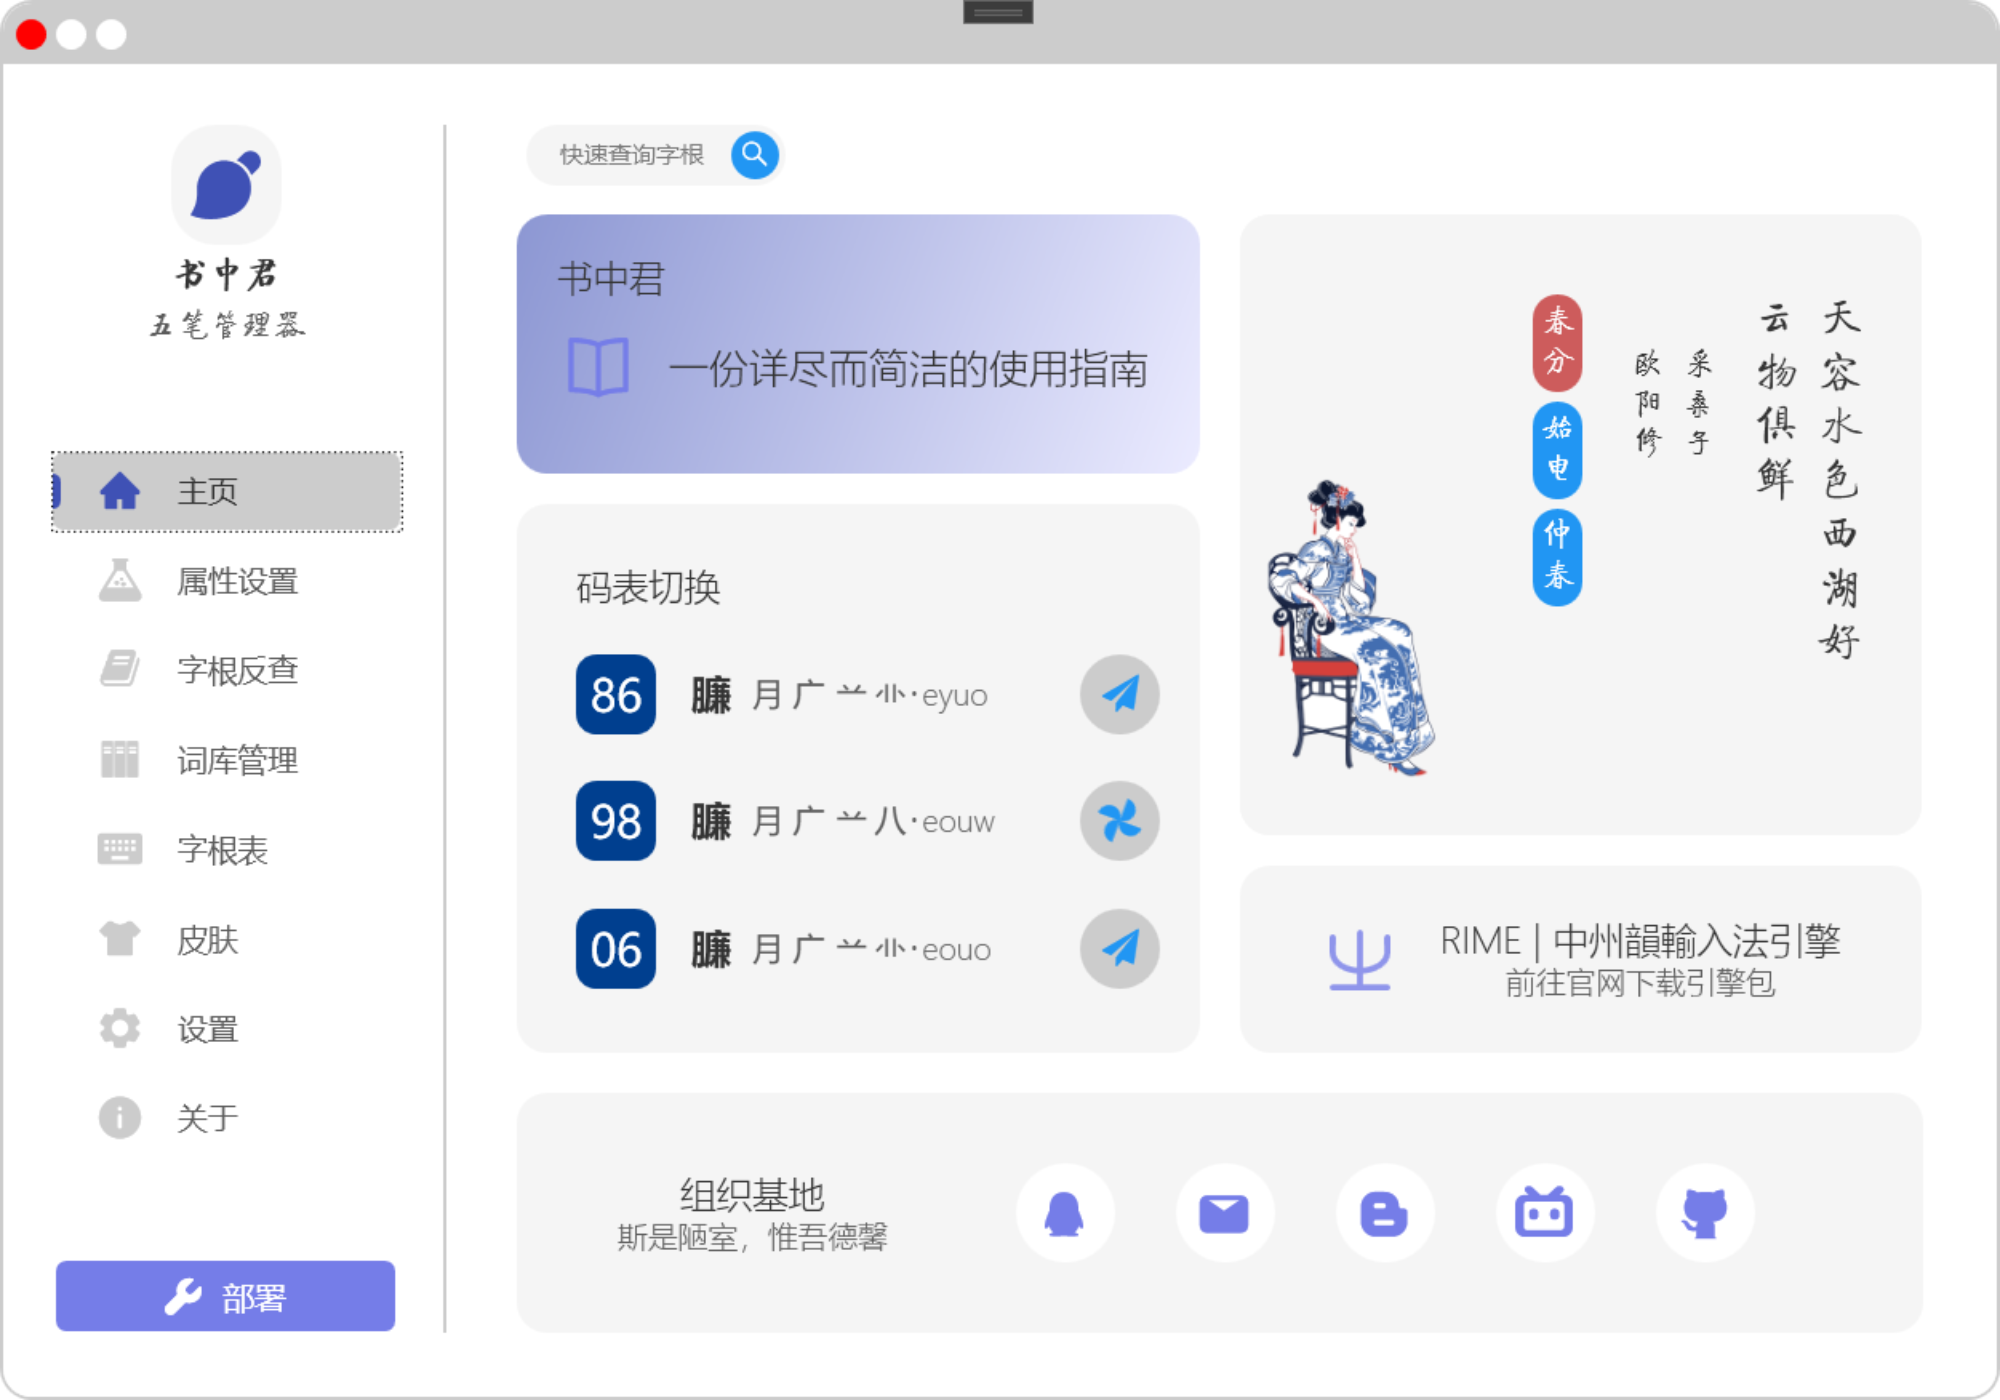 书中君
五笔管理器
主页
属性设置
字根反查
词库管理
字根表
皮肤
设置
关于
部署
快速查询字根
书中君
一份详尽而简洁的使用指南
码表切换
86 臁 月 广 䒑 ·eyuo
98 臁 月 广 䒑 八·eouw
06 臁 月 广 䒑 ·eouo
天容水色西湖好
云物俱鲜
采桑子
欧阳修
春分
始电
仲春
RIME | 中州韻輸入法引擎
前往官网下载引擎包
组织基地
斯是陋室，惟吾德馨